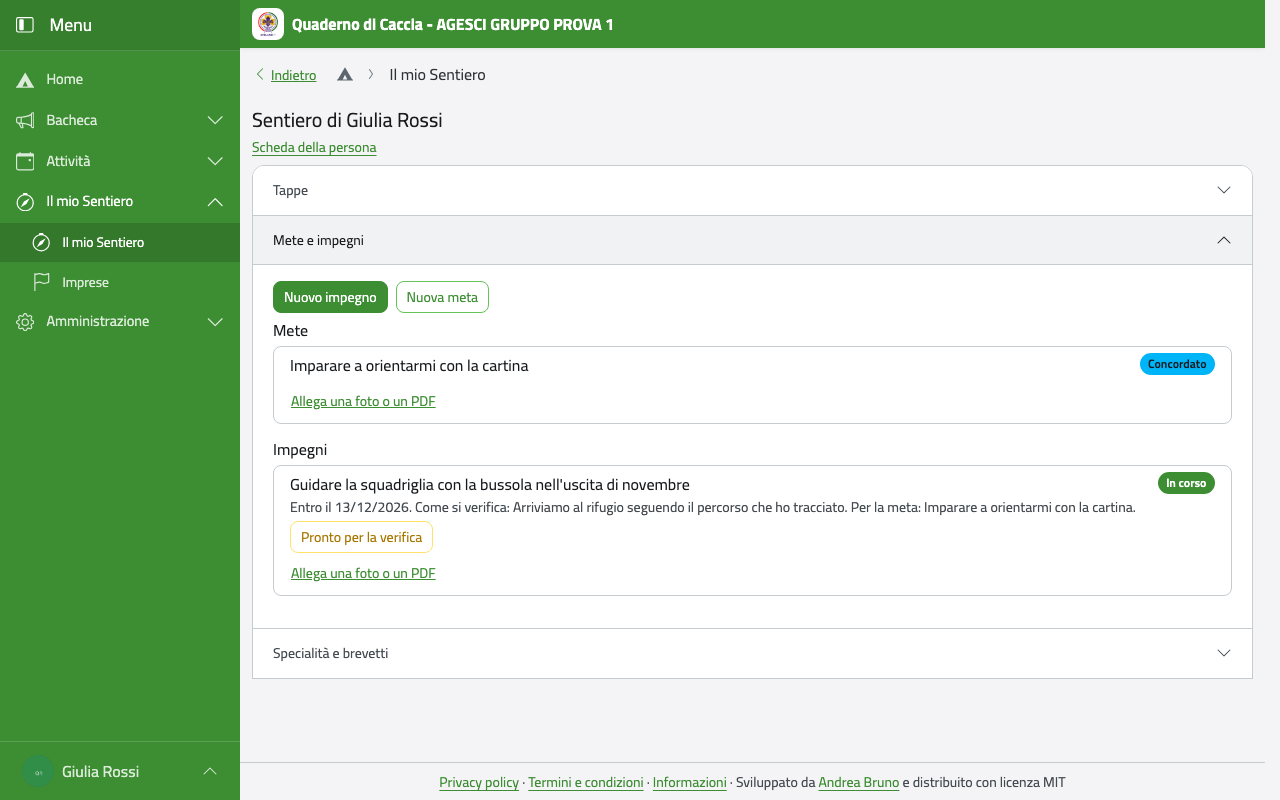 Menu
Quaderno di Caccia - AGESCI GRUPPO PROVA 1
Home
Bacheca
Attività
Il mio Sentiero
Il mio Sentiero
Imprese
Amministrazione
Giulia Rossi
Indietro
Il mio Sentiero
Sentiero di Giulia Rossi
Scheda della persona
Tappe
Mete e impegni
Nuovo impegno
Nuova meta
Mete
Imparare a orientarmi con la cartina
Concordato
Allega una foto o un PDF
Impegni
Guidare la squadriglia con la bussola nell'uscita di novembre
In corso
Entro il 13/12/2026. Come si verifica: Arriviamo al rifugio seguendo il percorso che ho tracciato. Per la meta: Imparare a orientarmi con la cartina.
Pronto per la verifica
Allega una foto o un PDF
Specialità e brevetti
Privacy policy · Termini e condizioni · Informazioni · Sviluppato da Andrea Bruno e distribuito con licenza MIT